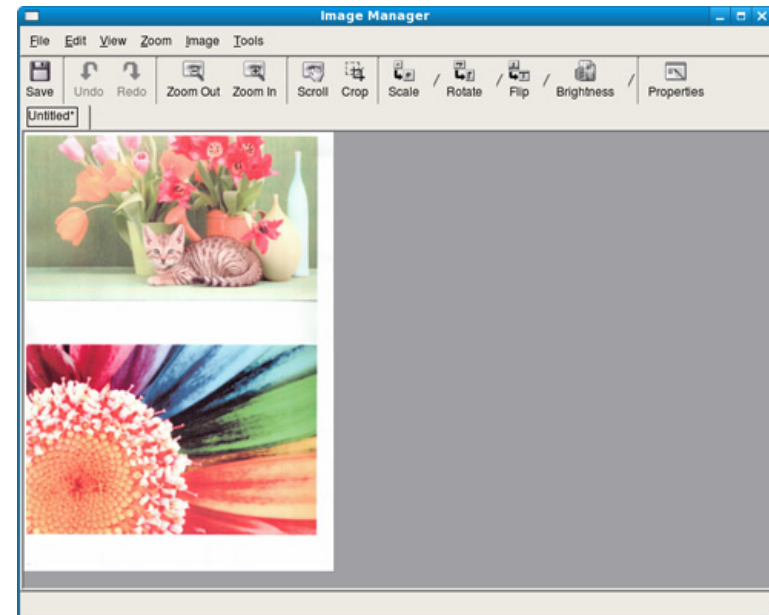 Image Manager
File Edit View Zoom Image Tools
Save Undo Redo Zoom Out Zoom In Scroll Crop Scale / Rotate / Flip / Brightness / Properties
Untitled*